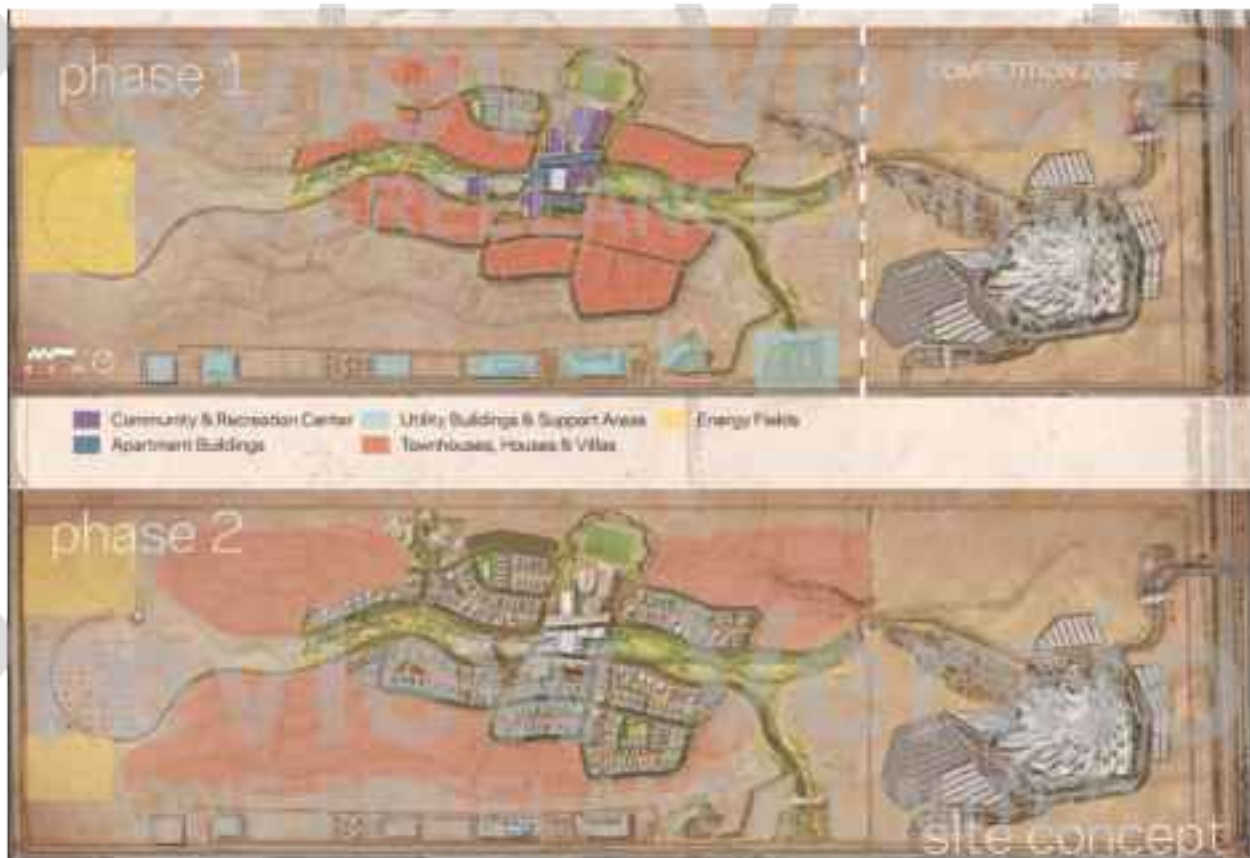 phase 1
COMPETITION ZONE
Community & Recreation Center
Utility Buildings & Support Areas
Energy Fields
Apartment Buildings
Townhouses, Houses & Villas
phase 2
site concept